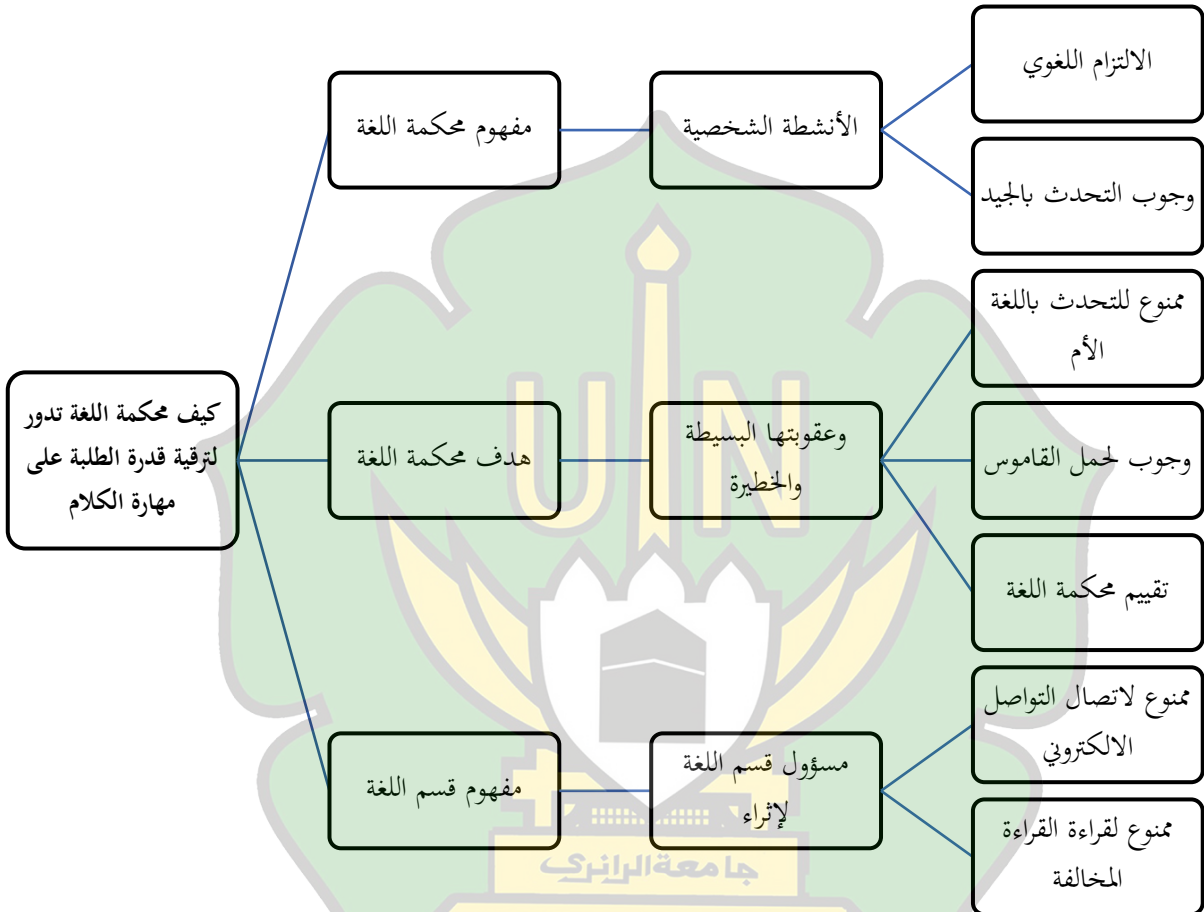 كيف محكمة اللغة تدور
لترقية قدرة الطلبة على
مهارة الكلام
مفهوم محكمة اللغة
الأنشطة الشخصية
الالتزام اللغوي
وجوب التحدث بالجيد
هدف محكمة اللغة
وعقوبتها البسيطة
والخطيرة
ممنوع للتحدث باللغة
الأم
وجوب لحمل القاموس
تقييم محكمة اللغة
مفهوم قسم اللغة
مسؤول قسم اللغة
لإثراء
ممنوع لاتصال التواصل
الالكتروني
ممنوع لقراءة القراءة
المخالفة
UIN
جامعة الرانري